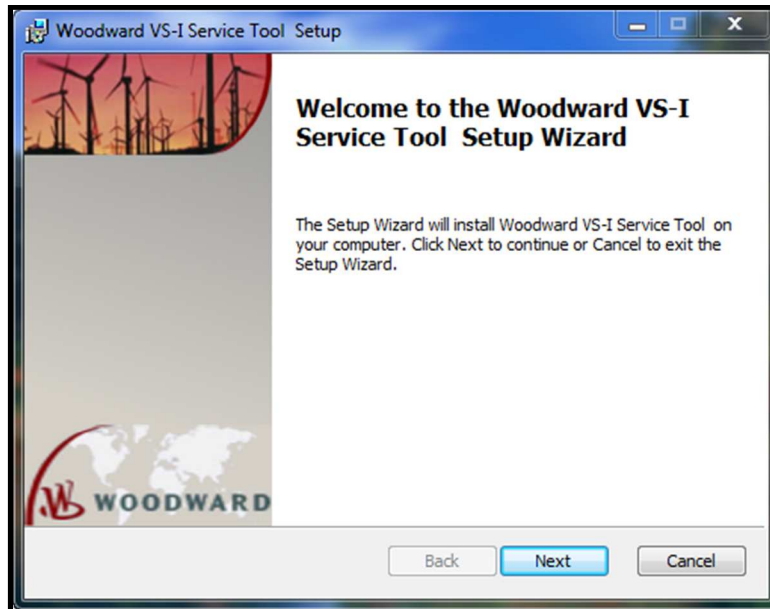 Woodward VS-I Service Tool  Setup
Welcome to the Woodward VS-I
Service Tool  Setup Wizard
The Setup Wizard will install Woodward VS-I Service Tool  on
your computer. Click Next to continue or Cancel to exit the
Setup Wizard.
W WOODWARD
Back Next Cancel